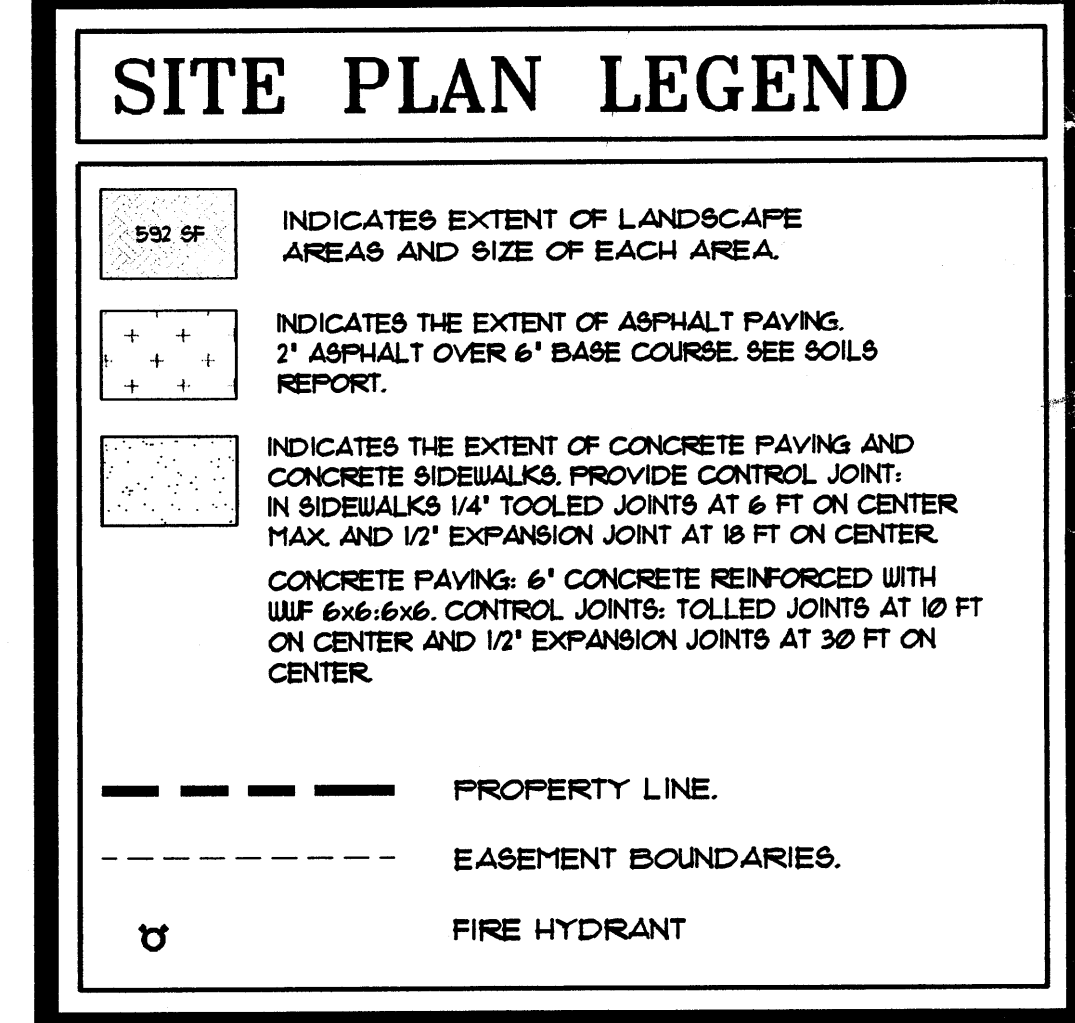 SITE PLAN LEGEND
592 SF
INDICATES EXTENT OF LANDSCAPE
AREAS AND SIZE OF EACH AREA.
INDICATES THE EXTENT OF ASPHALT PAVING.
2" ASPHALT OVER 6" BASE COURSE. SEE SOILS
REPORT.
INDICATES THE EXTENT OF CONCRETE PAVING AND
CONCRETE SIDEWALKS. PROVIDE CONTROL JOINT:
IN SIDEWALKS 1/4" TOOLED JOINTS AT 6 FT ON CENTER
MAX. AND 1/2" EXPANSION JOINT AT 18 FT ON CENTER.
CONCRETE PAVING: 6" CONCRETE REINFORCED WITH
WWF 6x6:6x6. CONTROL JOINTS: TOLLED JOINTS AT 10 FT
ON CENTER AND 1/2" EXPANSION JOINTS AT 30 FT ON
CENTER.
PROPERTY LINE.
EASEMENT BOUNDARIES.
FIRE HYDRANT